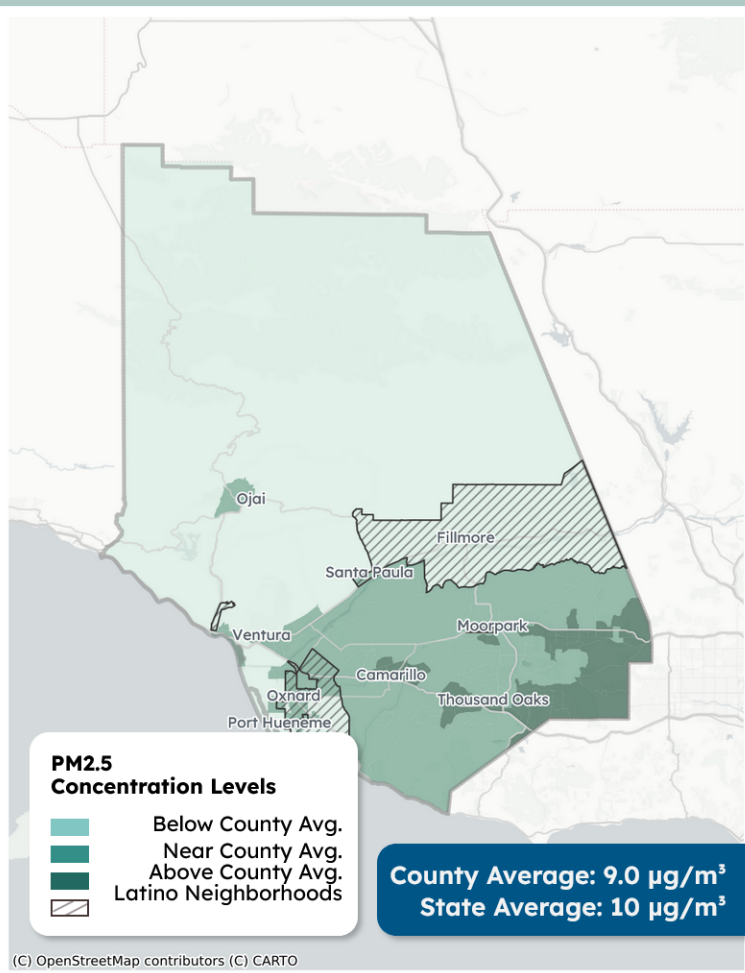 Ojai
Fillmore
Santa Paula
Ventura
Moorpark
Camarillo
Oxnard
Thousand Oaks
Port Hueneme
PM2.5
Concentration Levels
Below County Avg.
Near County Avg.
Above County Avg.
Latino Neighborhoods
County Average: 9.0 µg/m³
State Average: 10 µg/m³
(C) OpenStreetMap contributors (C) CARTO